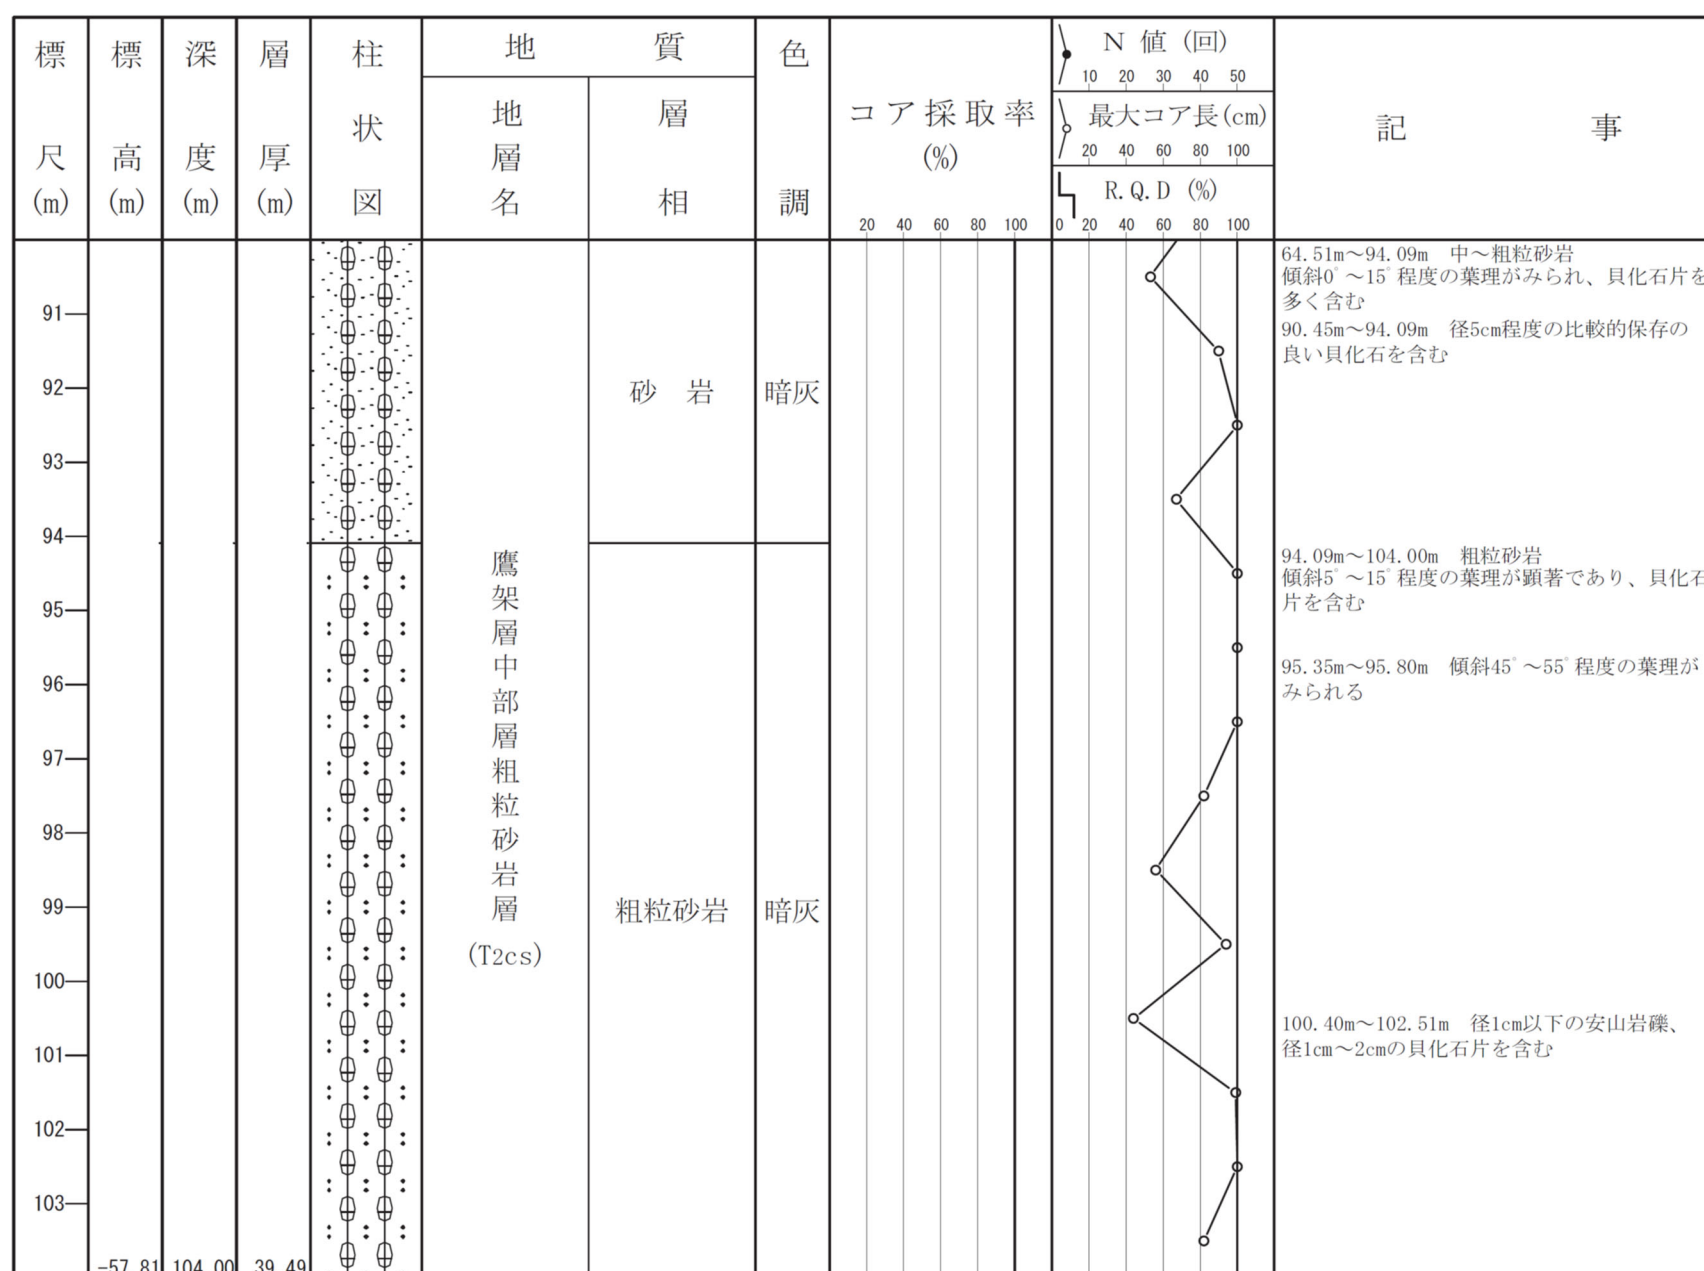 標尺(m)
標高(m)
深度(m)
層厚(m)
柱状図
地質
地層名
層相
色調
コア採取率
(%)
20 40 60 80 100
N 値 (回)
10 20 30 40 50
最大コア長(cm)
20 40 60 80 100
R.Q.D (%)
0 20 40 60 80 100
記事
91
92
93
94
95
96
97
98
99
100
101
102
103
-57.81 104.00 39.49
鷹架層中部層粗粒砂岩層
(T2cs)
砂岩
暗灰
粗粒砂岩
暗灰
64.51m～94.09m 中～粗粒砂岩
傾斜0°～15°程度の葉理がみられ、貝化石片を
多く含む
90.45m～94.09m 径5cm程度の比較的保存の
良い貝化石を含む
94.09m～104.00m 粗粒砂岩
傾斜5°～15°程度の葉理が顕著であり、貝化石
片を含む
95.35m～95.80m 傾斜45°～55°程度の葉理が
みられる
100.40m～102.51m 径1cm以下の安山岩礫、
径1cm～2cmの貝化石片を含む